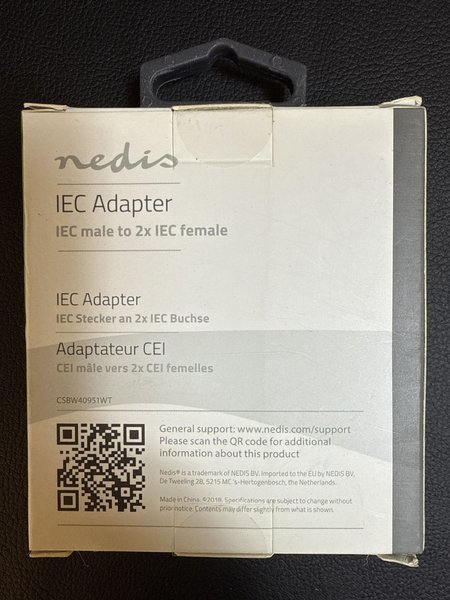 nedis
IEC Adapter
IEC male to 2x IEC female
IEC Adapter
IEC Stecker an 2x IEC Buchse
Adaptateur CEI
CEI mâle vers 2x CEI femelles
CSBW40951WT
General support: www.nedis.com/support
Please scan the QR code for additional
information about this product
Nedis® is a trademark of NEDIS BV. Imported to the EU by NEDIS BV,
De Tweeling 28, 5215 MC 's-Hertogenbosch, the Netherlands.
Made in China. ©2018. Specifications are subject to change without
prior notice. Contents may differ slightly from what is shown.